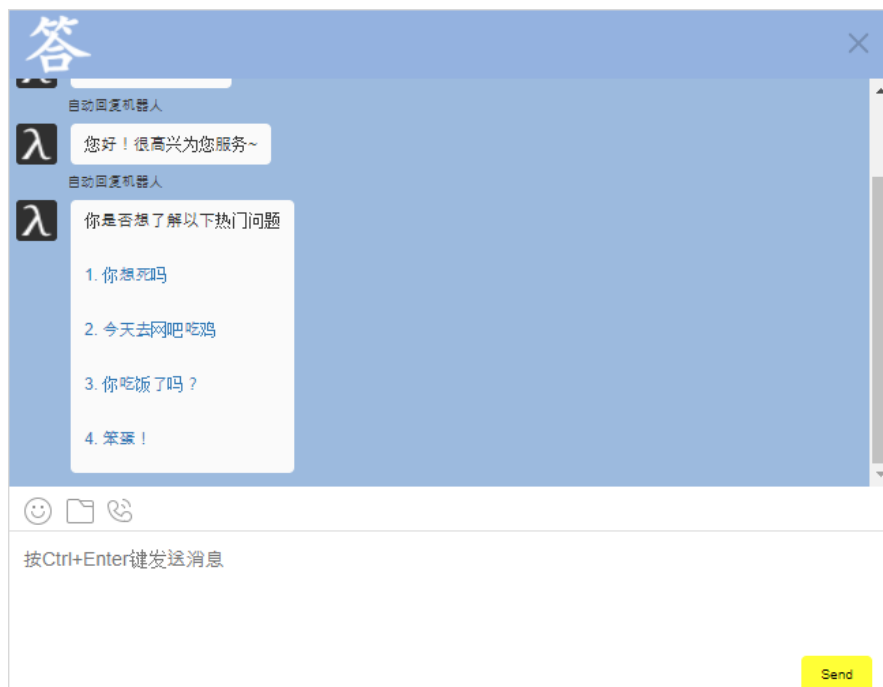 答
自动回复机器人
λ
您好！很高兴为您服务~
自动回复机器人
λ
你是否想了解以下热门问题
1. 你想死吗
2. 今天去网吧吃鸡
3. 你吃饭了吗？
4. 笨蛋！
按Ctrl+Enter键发送消息
Send